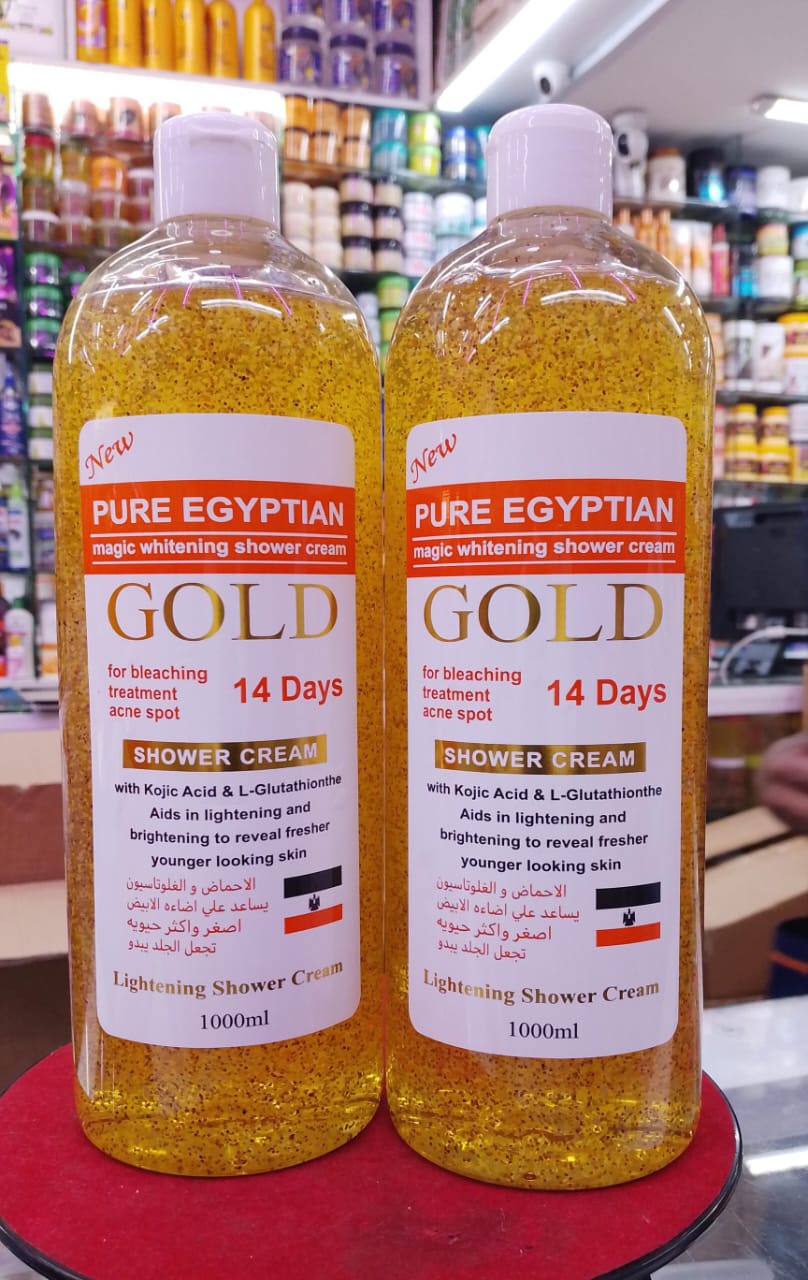 New
PURE EGYPTIAN
magic whitening shower cream
GOLD
for bleaching
treatment
acne spot
14 Days
SHOWER CREAM
with Kojic Acid & L-Glutathionthe
Aids in lightening and
brightening to reveal fresher
younger looking skin
الاحماض و الغلوتاسيون
يساعد علي اضاءه الابيض
اصغر واكثر حيويه
تجعل الجلد يبدو
Lightening Shower Cream
1000ml
New
PURE EGYPTIAN
magic whitening shower cream
GOLD
for bleaching
treatment
acne spot
14 Days
SHOWER CREAM
with Kojic Acid & L-Glutathionthe
Aids in lightening and
brightening to reveal fresher
younger looking skin
الاحماض و الغلوتاسيون
يساعد علي اضاءه الابيض
اصغر واكثر حيويه
تجعل الجلد يبدو
Lightening Shower Cream
1000ml